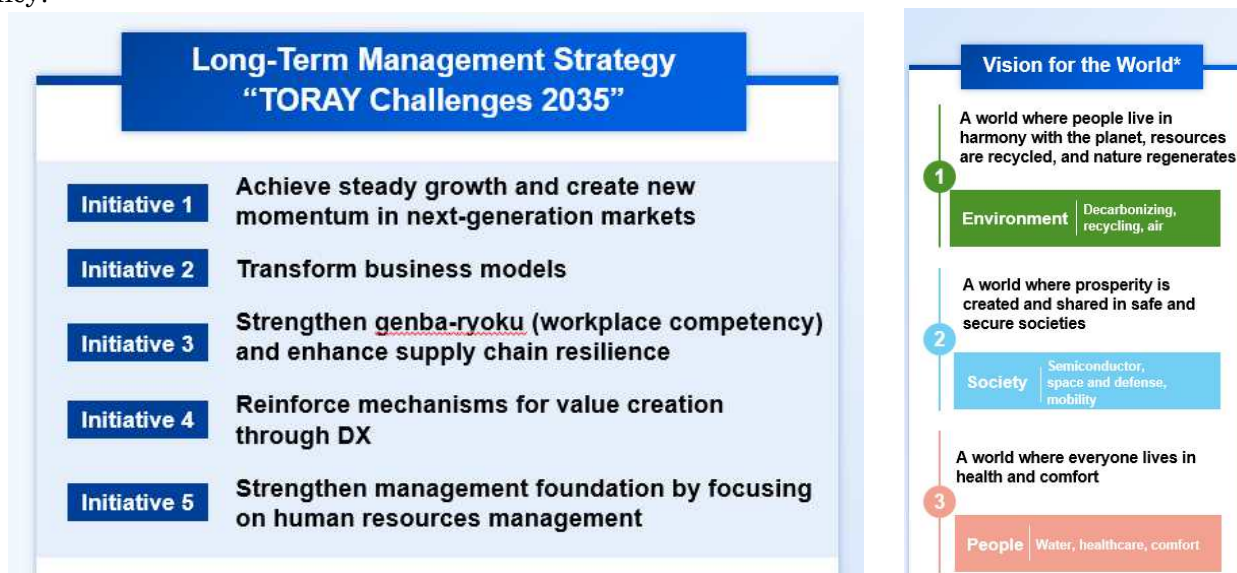 Long-Term Management Strategy
“TORAY Challenges 2035”
Initiative 1
Achieve steady growth and create new
momentum in next-generation markets
Initiative 2
Transform business models
Initiative 3
Strengthen genba-ryoku (workplace competency)
and enhance supply chain resilience
Initiative 4
Reinforce mechanisms for value creation
through DX
Initiative 5
Strengthen management foundation by focusing
on human resources management
Vision for the World*
A world where people live in
harmony with the planet, resources
are recycled, and nature regenerates
1
Environment
Decarbonizing,
recycling, air
A world where prosperity is
created and shared in safe and
secure societies
2
Society
Semiconductor,
space and defense,
mobility
A world where everyone lives in
health and comfort
3
People
Water, healthcare, comfort